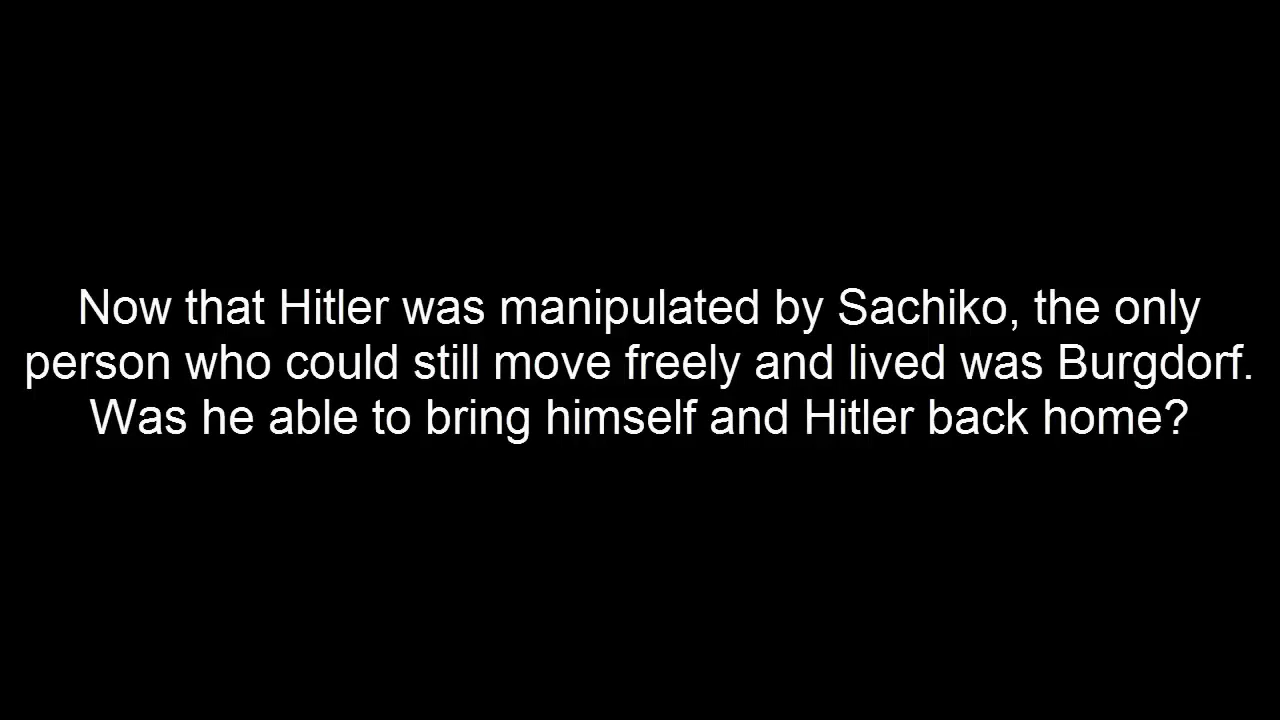 Now that Hitler was manipulated by Sachiko, the only
person who could still move freely and lived was Burgdorf.
Was he able to bring himself and Hitler back home?